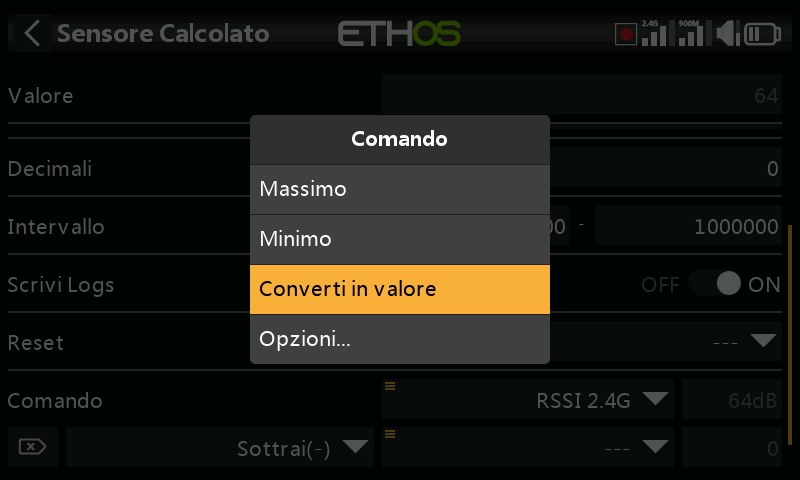 Sensore Calcolato
ETHOS
2.4G
900M
Valore
64
Comando
Decimali
0
Massimo
Intervallo
00 - 1000000
Minimo
Scrivi Logs
Converti in valore
OFF
ON
Reset
Opzioni...
---
Comando
RSSI 2.4G
64dB
Sottrai(-)
---
0